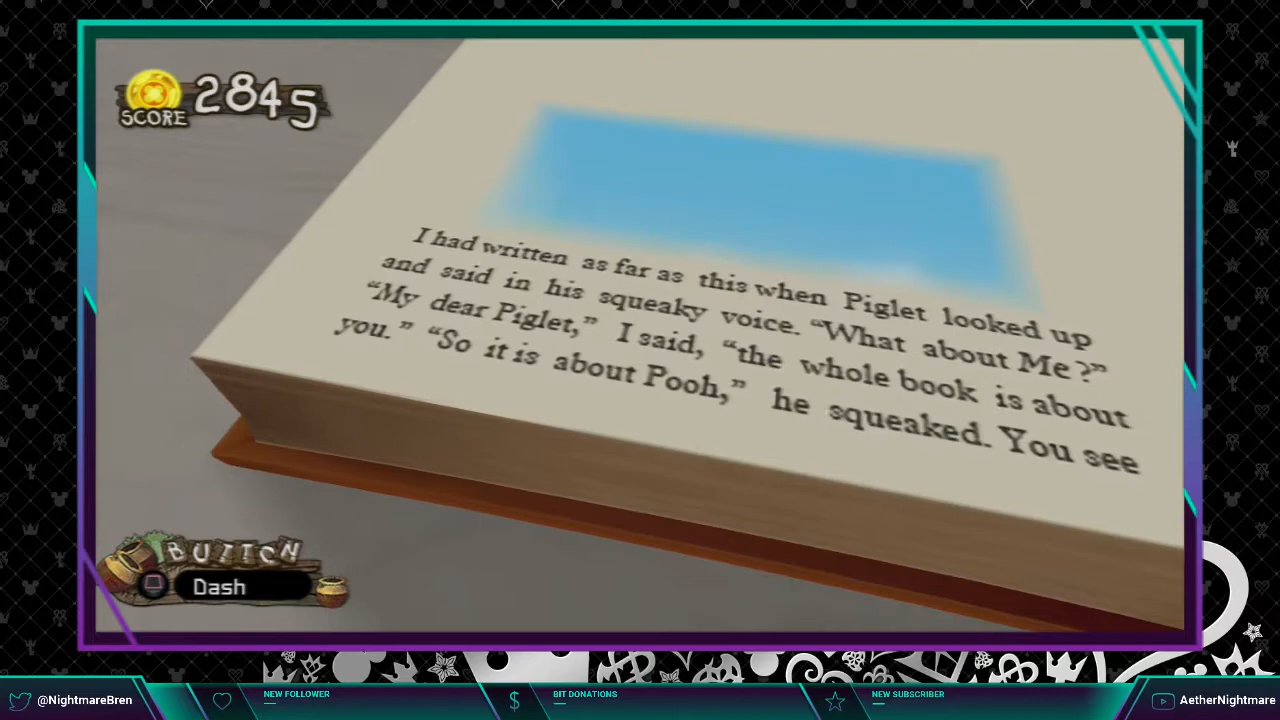 2845
SCORE
I had written as far as this when Piglet looked up
and said in his squeaky voice. “What about Me?”
“My dear Piglet,” I said, “the whole book is about
you.” “So it is about Pooh,” he squeaked. You see
BUTTON
Dash
@NightmareBren
NEW FOLLOWER
BIT DONATIONS
NEW SUBSCRIBER
AetherNightmare